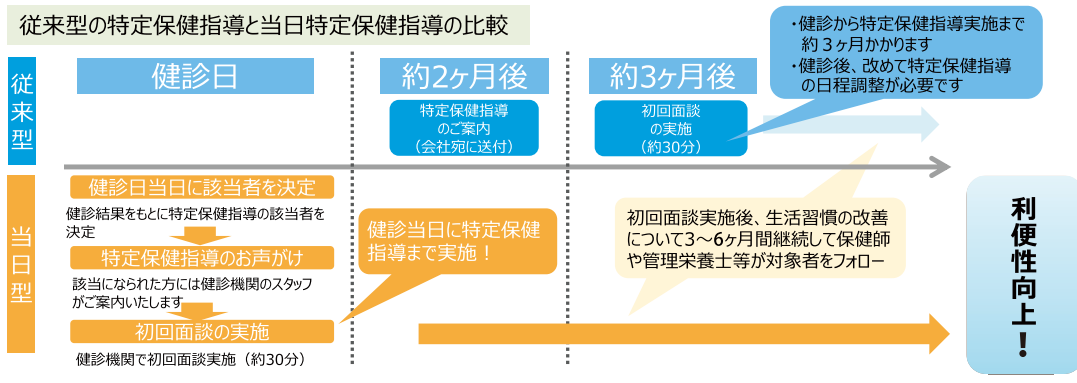 従来型の特定保健指導と当日特定保健指導の比較
・健診から特定保健指導実施まで
約3ヶ月かかります
・健診後、改めて特定保健指導
の日程調整が必要です
従来型
健診日
約2ヶ月後
約3ヶ月後
特定保健指導
のご案内
（会社宛に送付）
初回面談
の実施
（約30分）
当日型
健診日当日に該当者を決定
健診結果をもとに特定保健指導の該当者を
決定
特定保健指導のお声がけ
該当になられた方には健診機関のスタッフ
がご案内いたします
初回面談の実施
健診機関で初回面談実施（約30分）
健診当日に特定保健
指導まで実施！
初回面談実施後、生活習慣の改善
について3～6ヶ月間継続して保健師
や管理栄養士等が対象者をフォロー
利便性向上！